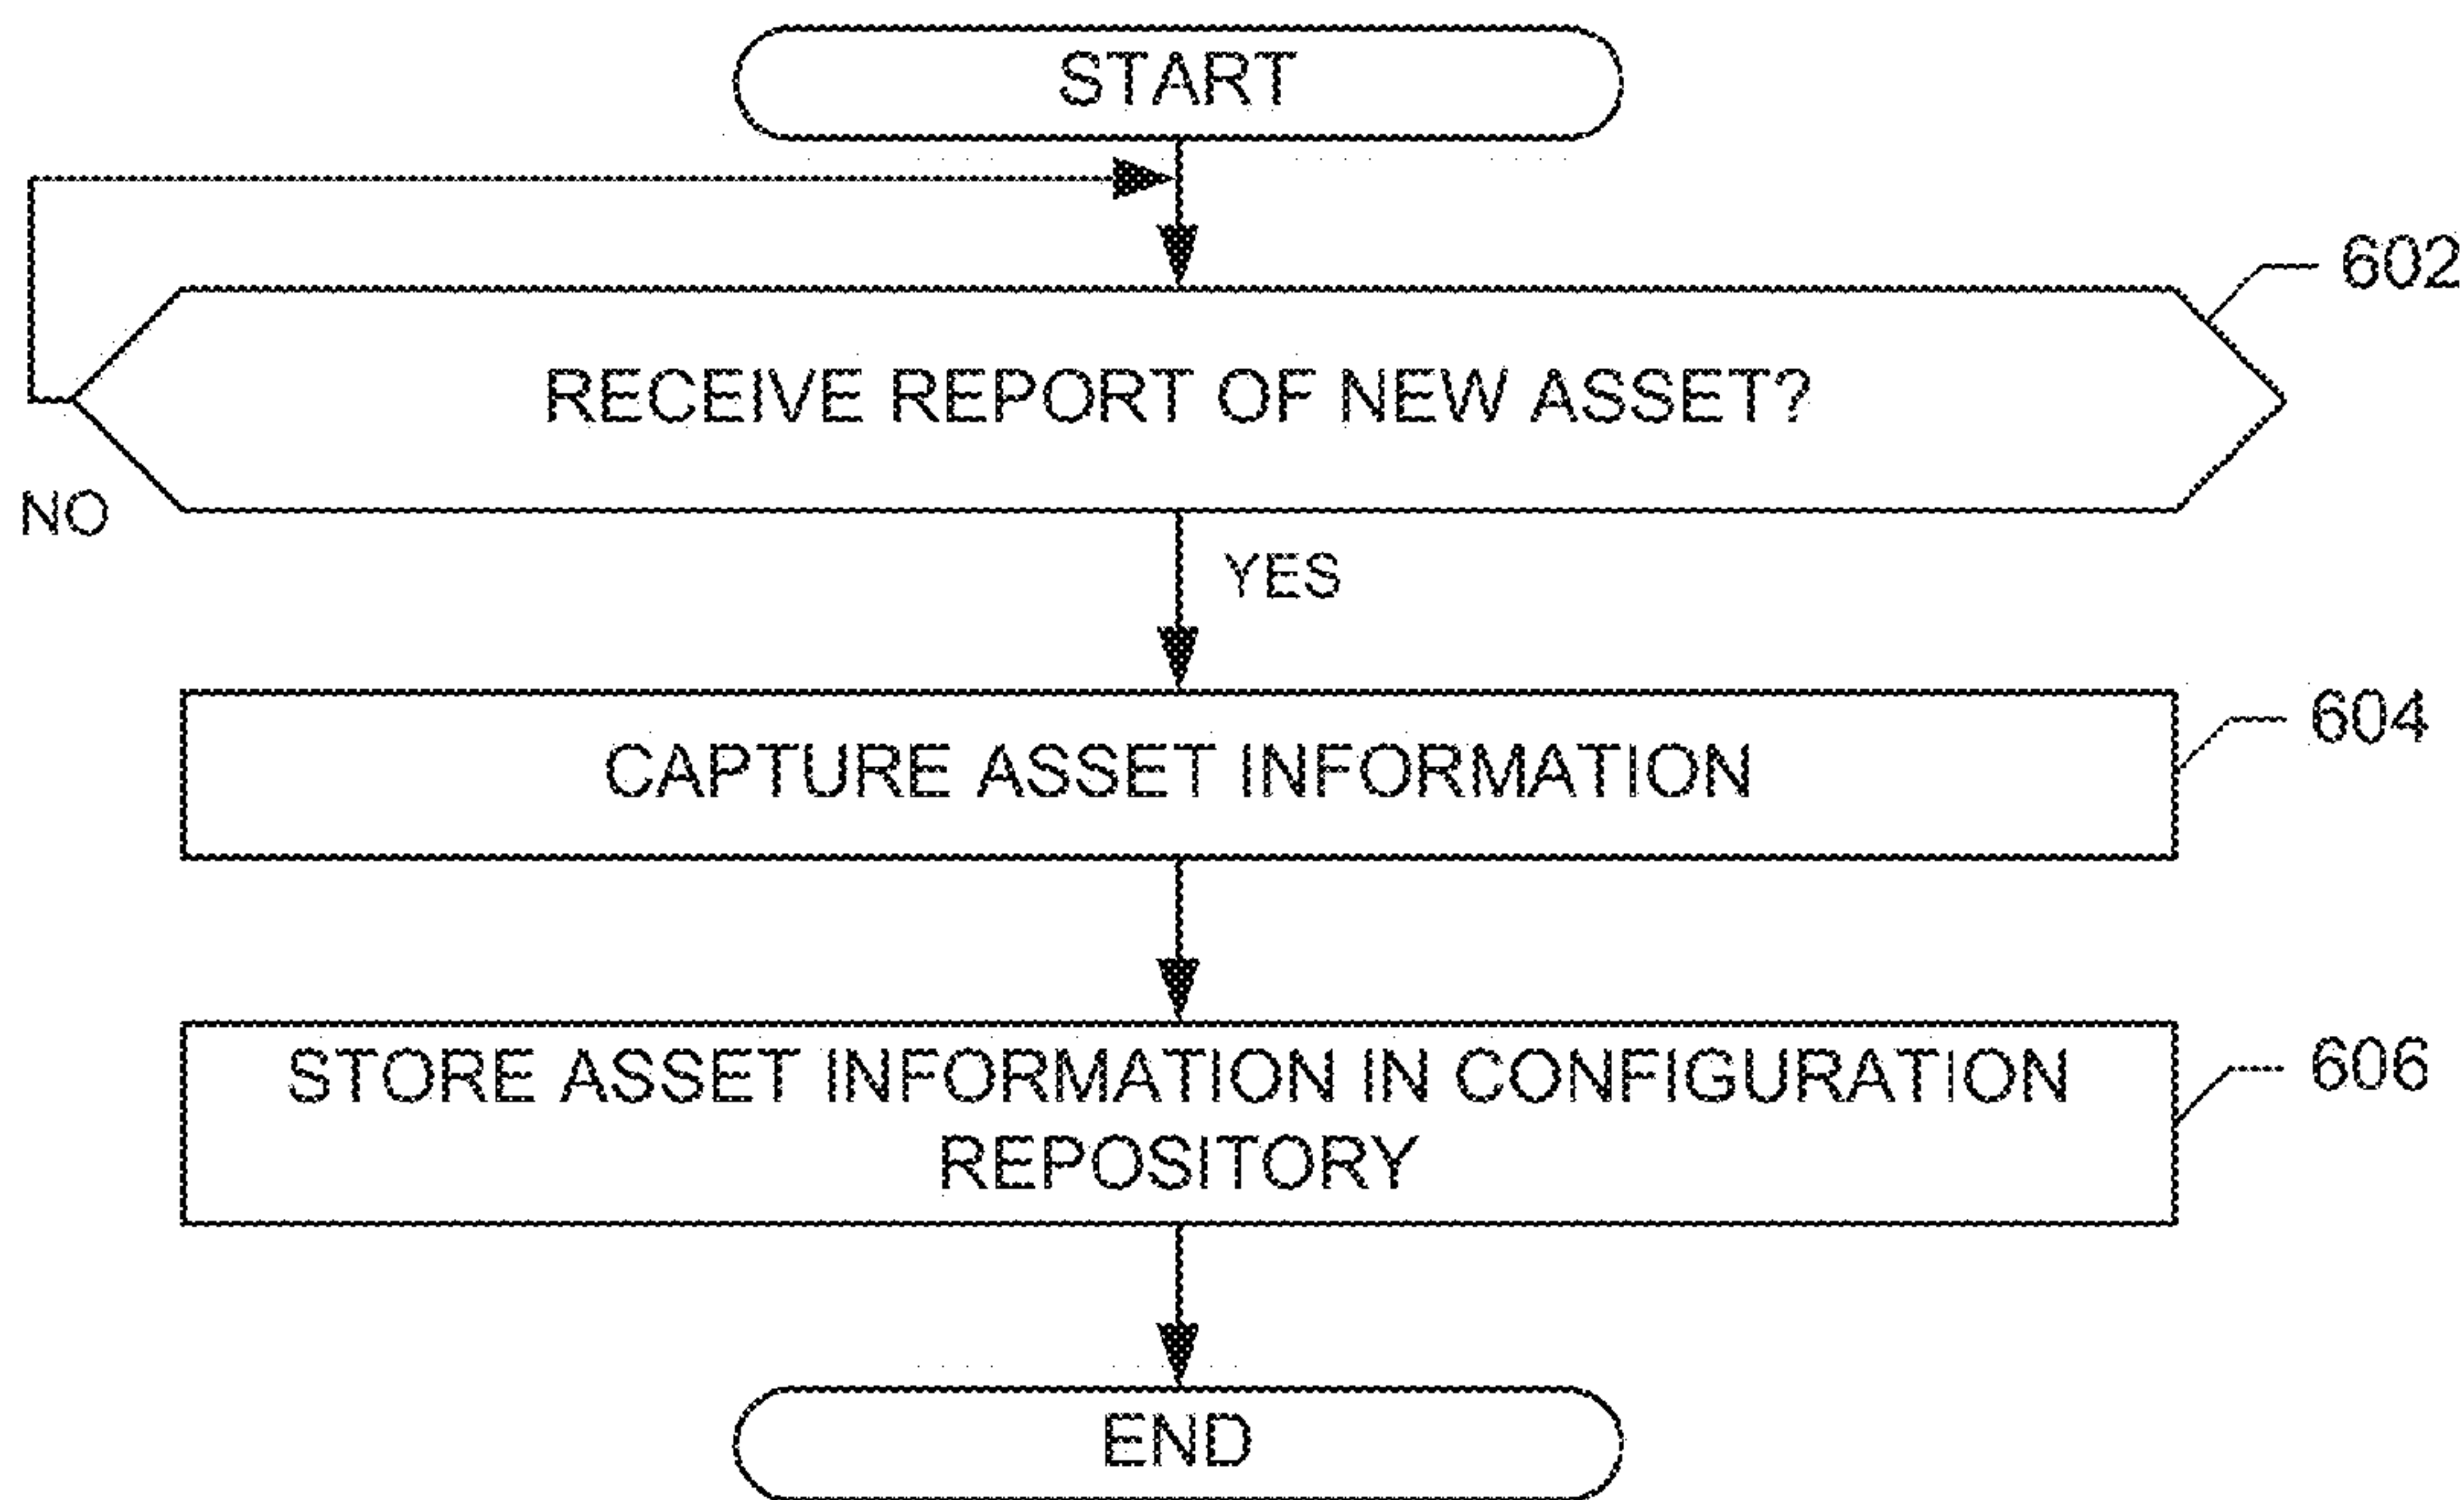 START
602
RECEIVE REPORT OF NEW ASSET?
NO
YES
604
CAPTURE ASSET INFORMATION
STORE ASSET INFORMATION IN CONFIGURATION
606
REPOSITORY
END